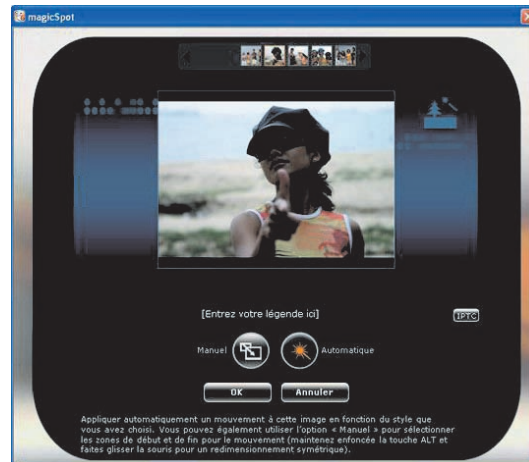 magicSpot
[Entrez votre légende ici]
IPTC
Manuel
Automatique
OK
Annuler
Appliquer automatiquement un mouvement à cette image en fonction du style que
vous avez choisi. Vous pouvez également utiliser l'option « Manuel » pour sélectionner
les zones de début et de fin pour le mouvement (maintenez enfoncée la touche ALT et
faites glisser la souris pour un redimensionnement symétrique).